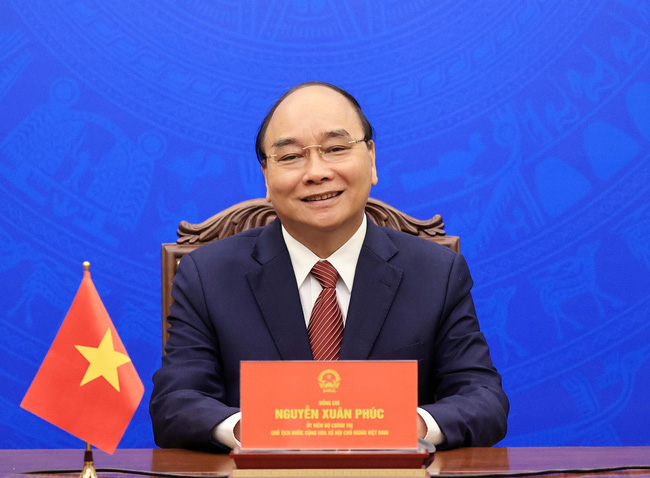 ĐỒNG CHÍ
NGUYỄN XUÂN PHÚC
ỦY VIÊN BỘ CHÍNH TRỊ
CHỦ TỊCH NƯỚC CỘNG HÒA XÃ HỘI CHỦ NGHĨA VIỆT NAM